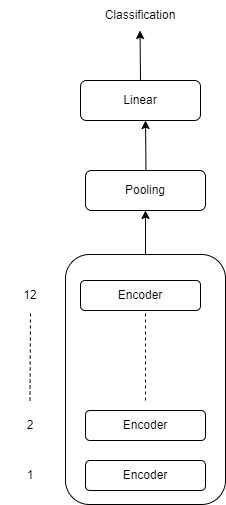 Classification
Linear
Pooling
12 Encoder
2 Encoder
1 Encoder